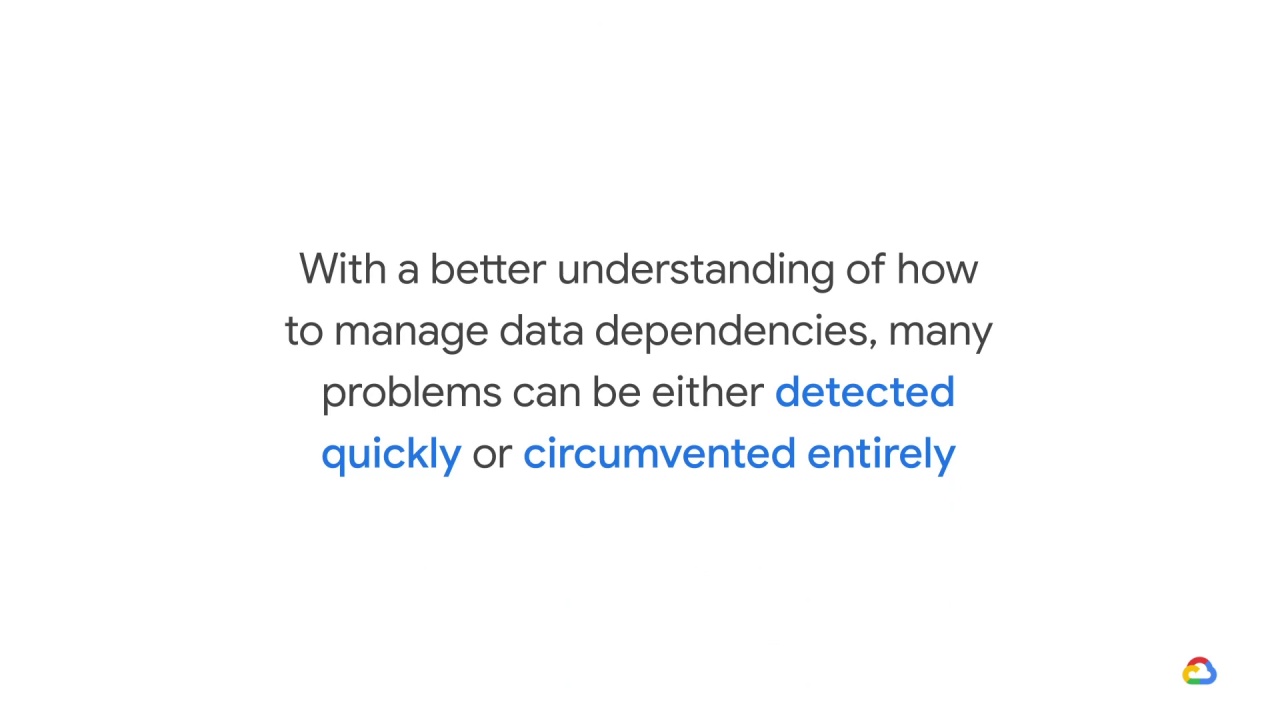 With a better understanding of how
to manage data dependencies, many
problems can be either detected
quickly or circumvented entirely